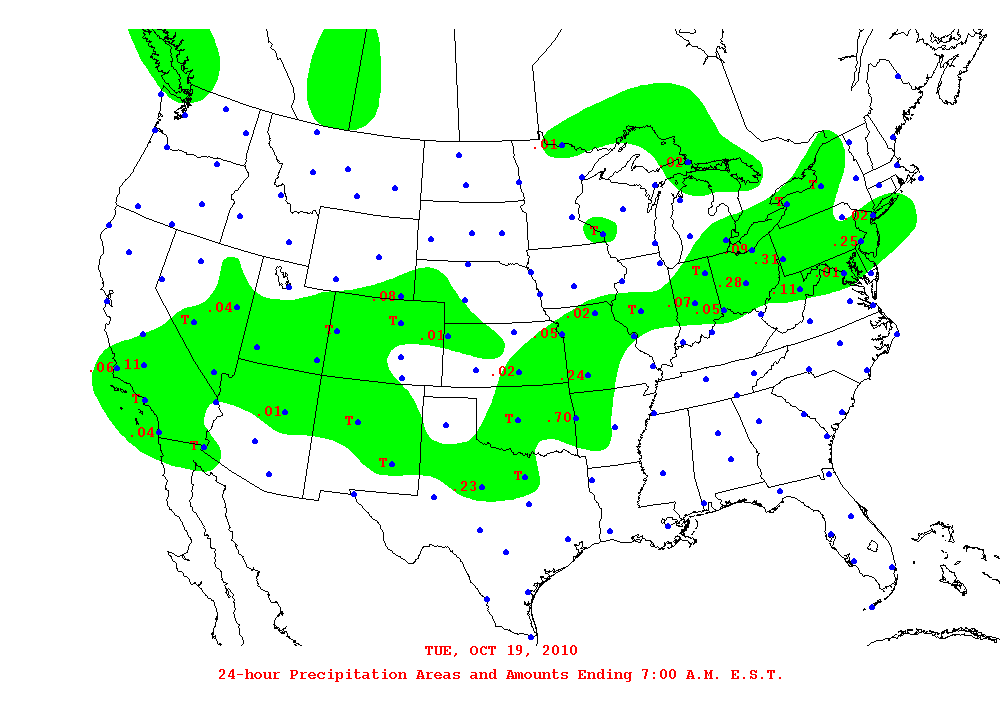 .01
.02
T
T
.02
T
.25
.09
.31
T
.01
.28
.11
.08
.07
.05
.04
.02
T
T
T
T
.01
.05
.06
.11
.02
.24
T
.01
T
T
.70
.04
T
T
T
.23
TUE, OCT 19, 2010
24-hour Precipitation Areas and Amounts Ending 7:00 A.M. E.S.T.